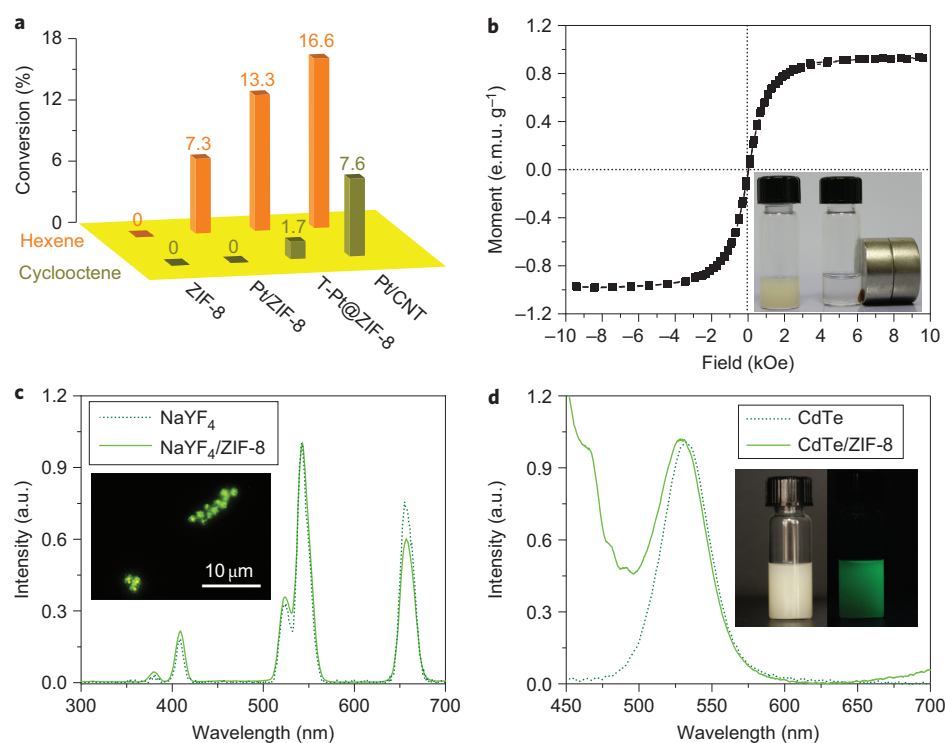 a
18
12
6
0
Conversion (%)
16.6
13.3
7.3
0
7.6
1.7
0
0
Hexene
Cyclooctene
ZIF-8
Pt/ZIF-8
T-Pt@ZIF-8
Pt/CNT
b
1.2
0.8
0.4
0.0
−0.4
−0.8
−1.2
Moment (e.m.u. g⁻¹)
−10 −8 −6 −4 −2 0 2 4 6 8 10
Field (kOe)
c
1.2
0.9
0.6
0.3
0.0
Intensity (a.u.)
NaYF₄
NaYF₄/ZIF-8
10 μm
300 400 500 600 700
Wavelength (nm)
d
1.2
0.9
0.6
0.3
0.0
Intensity (a.u.)
CdTe
CdTe/ZIF-8
450 500 550 600 650 700
Wavelength (nm)